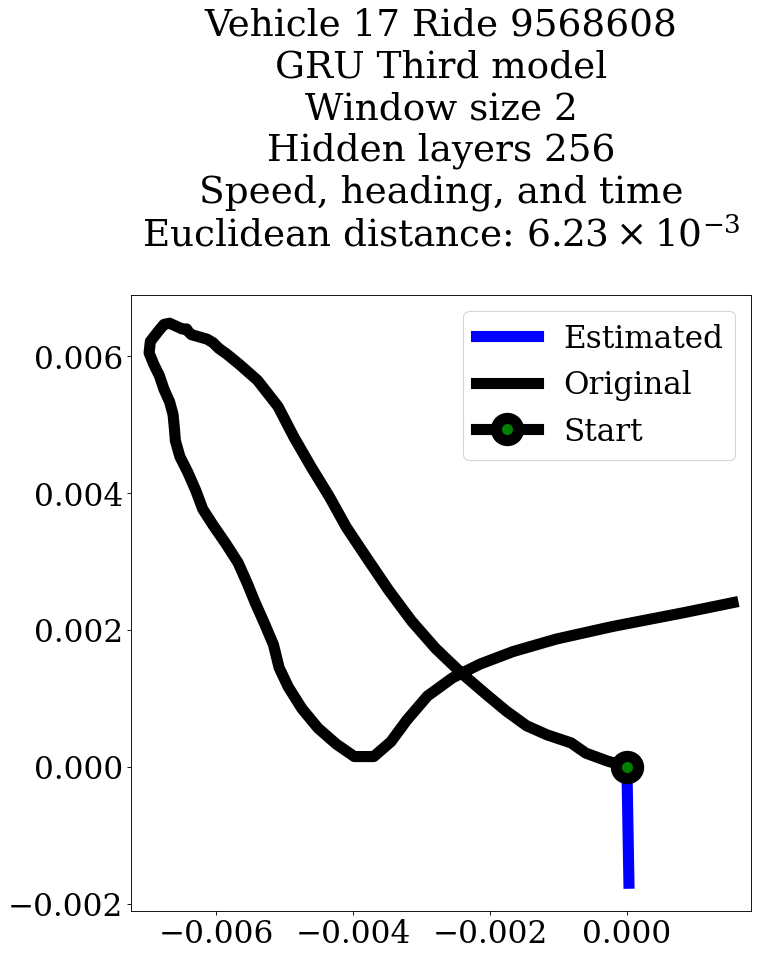 Vehicle 17 Ride 9568608
GRU Third model
Window size 2
Hidden layers 256
Speed, heading, and time
Euclidean distance: 6.23 × 10⁻³
Estimated
Original
Start
0.006
0.004
0.002
0.000
−0.002
−0.006 −0.004 −0.002 0.000